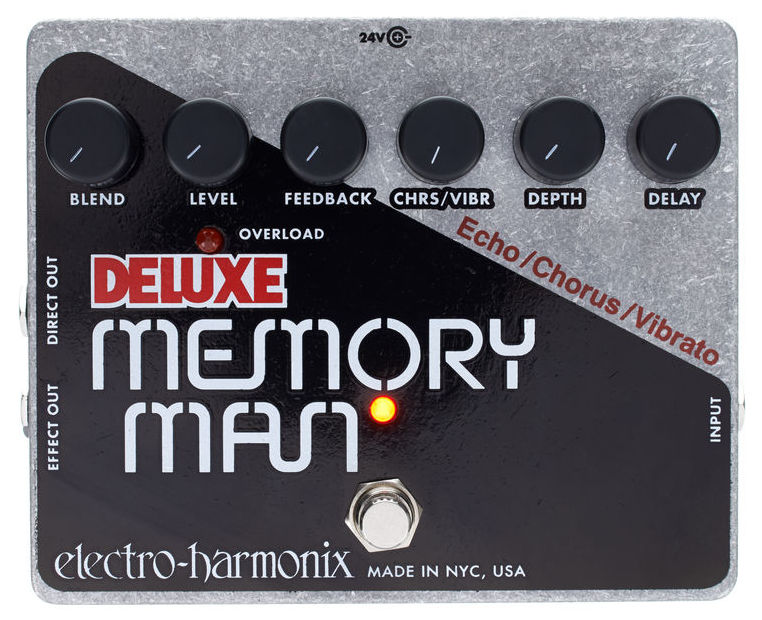 24V
BLEND LEVEL FEEDBACK CHRS/VIBR DEPTH DELAY
OVERLOAD
Echo/Chorus/Vibrato
DIRECT OUT
DELUXE
MEMORY
MAN
EFFECT OUT
INPUT
electro-harmonix MADE IN NYC, USA